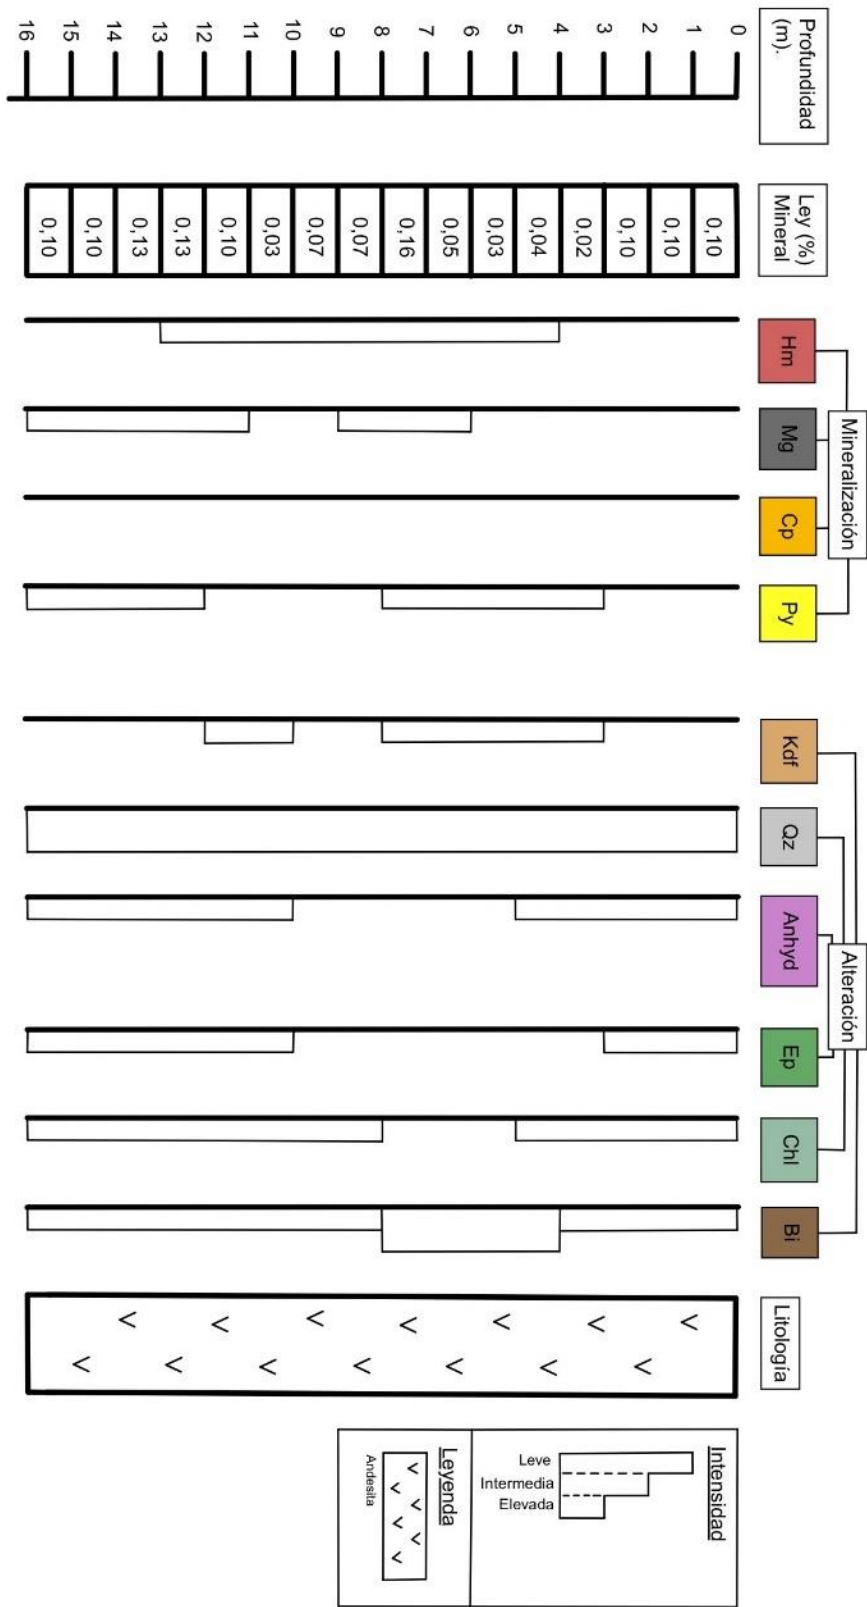 Profundidad
(m).
0
1
2
3
4
5
6
7
8
9
10
11
12
13
14
15
16
Ley (%)
Mineral
0,10
0,10
0,10
0,02
0,04
0,03
0,05
0,16
0,07
0,07
0,03
0,10
0,13
0,13
0,10
0,10
Mineralización
Hm
Mg
Cp
Py
Alteración
Kdf
Qz
Anhyd
Ep
Chl
Bi
Litología
Intensidad
Leve
Intermedia
Elevada
Leyenda
Andesita